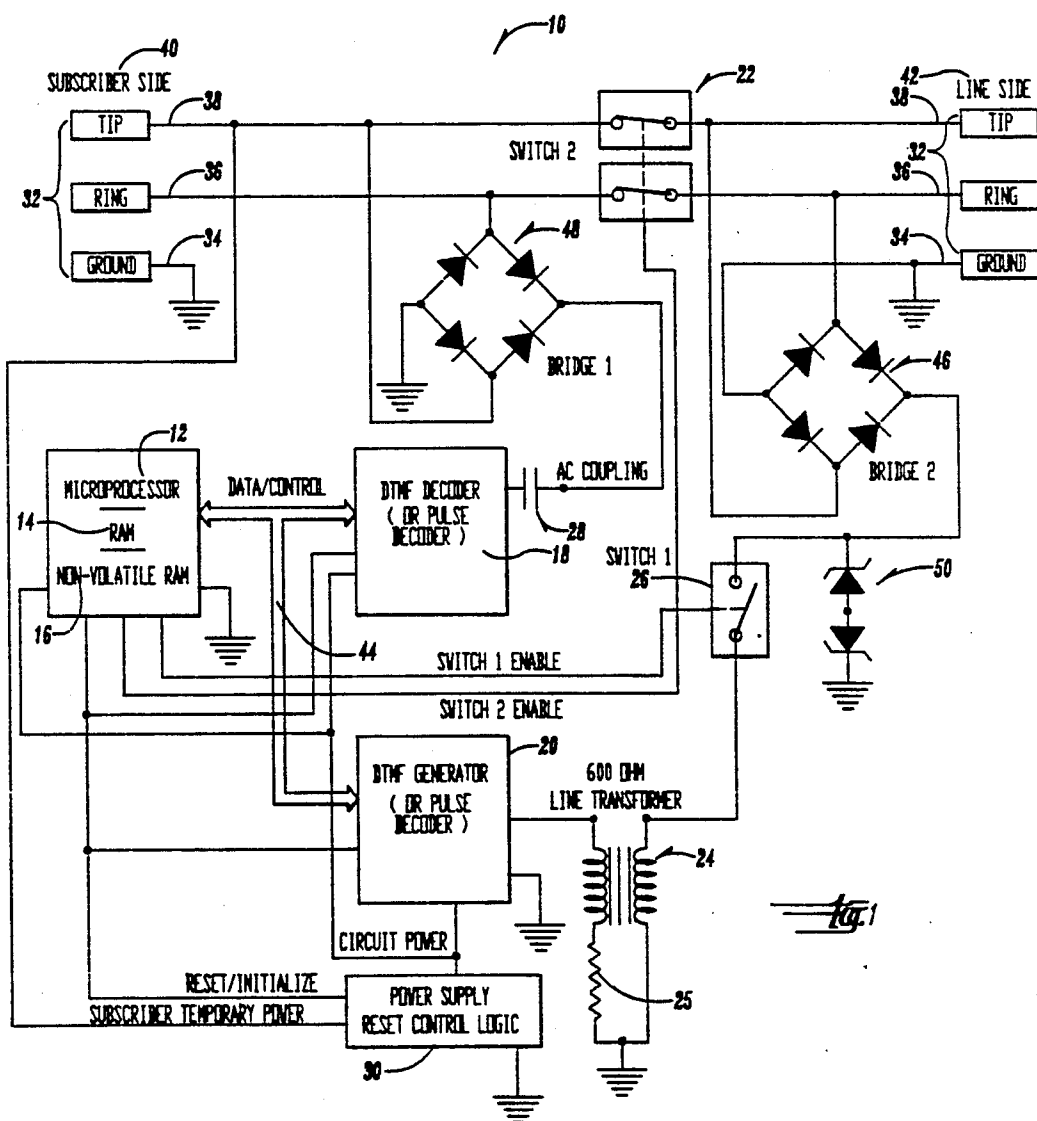 10
40
SUBSCRIBER SIDE
22
42
LINE SIDE
38
38
TIP
TIP
SWITCH 2
32
32
36
36
RING
RING
34
48
34
GROUND
GROUND
BRIDGE 1
46
BRIDGE 2
12
MICROPROCESSOR
14
RAM
NON-VOLATILE RAM
16
DATA/CONTROL
DTMF DECODER
( OR PULSE
DECODER )
18
AC COUPLING
28
SWITCH 1
26
50
44
SWITCH 1 ENABLE
SWITCH 2 ENABLE
20
DTMF GENERATOR
( OR PULSE
DECODER )
600 OHM
LINE TRANSFORMER
24
Fig. 1
CIRCUIT POWER
RESET/INITIALIZE
SUBSCRIBER TEMPORARY POWER
POWER SUPPLY
RESET CONTROL LOGIC
25
30